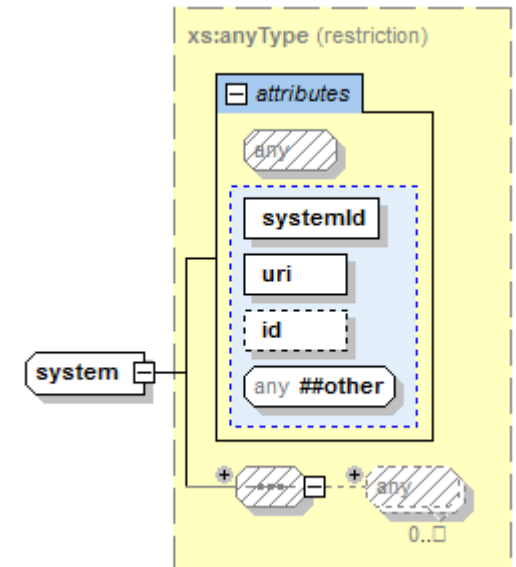 xs:anyType (restriction)
attributes
any
systemId
uri
id
any ##other
system
any
0..□